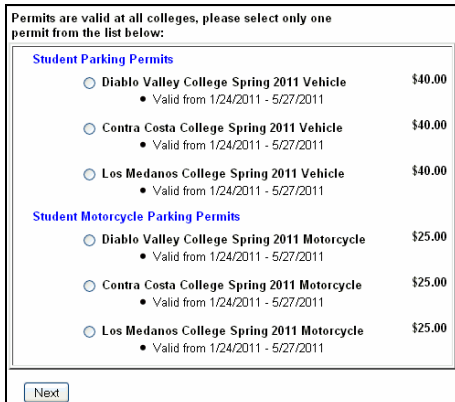 Permits are valid at all colleges, please select only one
permit from the list below:
Student Parking Permits
Diablo Valley College Spring 2011 Vehicle $40.00
• Valid from 1/24/2011 - 5/27/2011
Contra Costa College Spring 2011 Vehicle $40.00
• Valid from 1/24/2011 - 5/27/2011
Los Medanos College Spring 2011 Vehicle $40.00
• Valid from 1/24/2011 - 5/27/2011
Student Motorcycle Parking Permits
Diablo Valley College Spring 2011 Motorcycle $25.00
• Valid from 1/24/2011 - 5/27/2011
Contra Costa College Spring 2011 Motorcycle $25.00
• Valid from 1/24/2011 - 5/27/2011
Los Medanos College Spring 2011 Motorcycle $25.00
• Valid from 1/24/2011 - 5/27/2011
Next